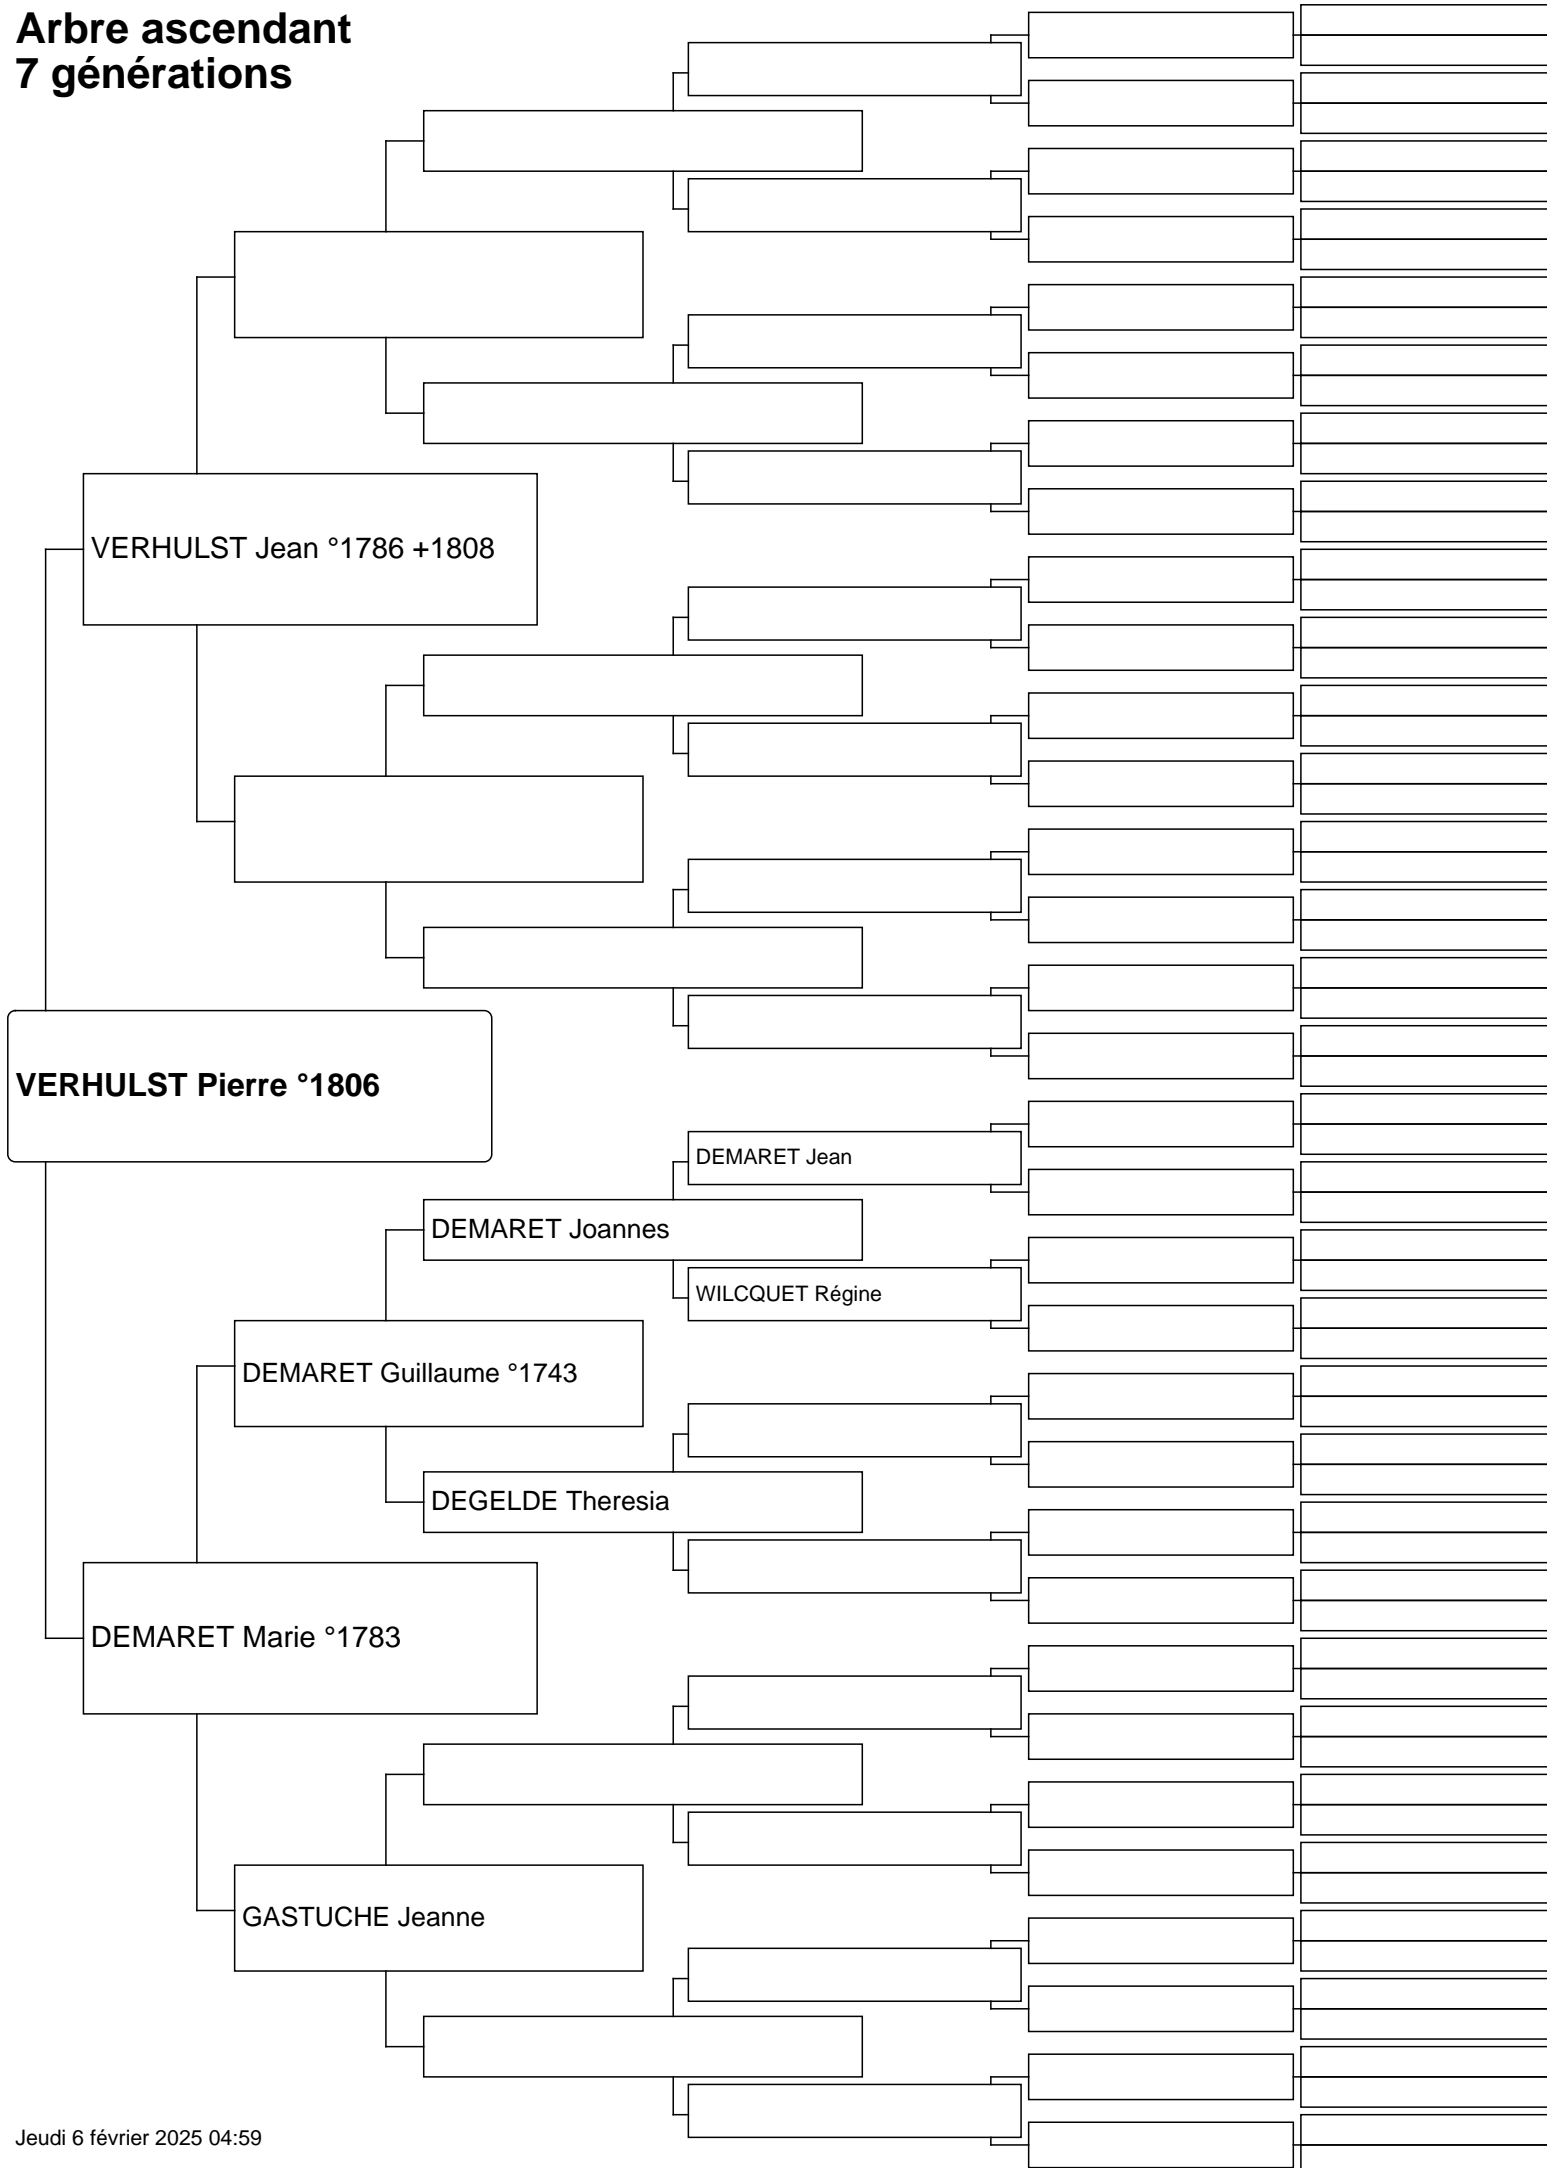 Arbre ascendant
7 générations
VERHULST Jean °1786 +1808
VERHULST Pierre °1806
DEMARET Jean
DEMARET Joannes
WILCQUET Régine
DEMARET Guillaume °1743
DEGELDE Theresia
DEMARET Marie °1783
GASTUCHE Jeanne
Jeudi 6 février 2025 04:59